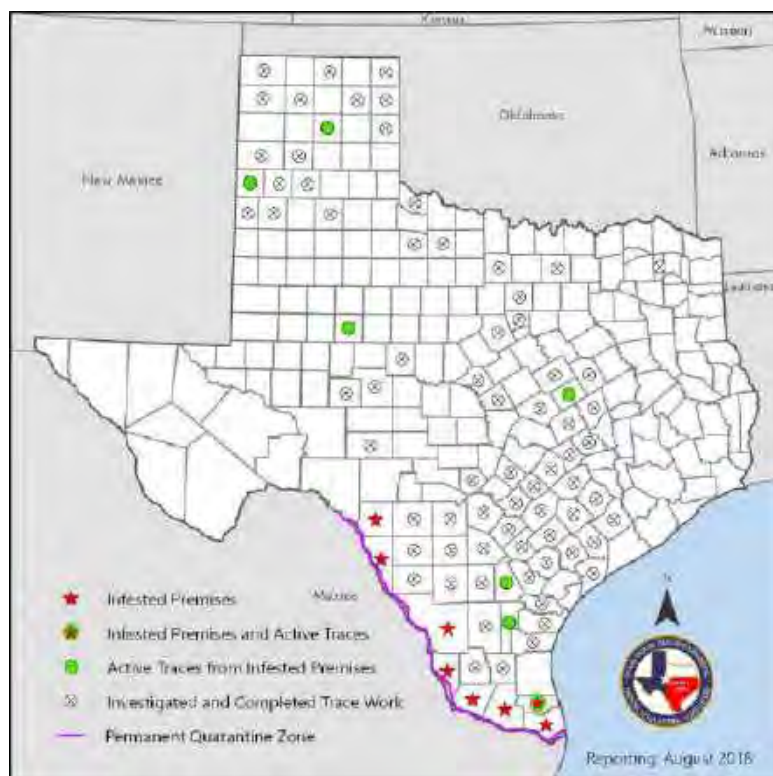 Kansas
Missouri
Oklahoma
Arkansas
New Mexico
Louisiana
N
Mexico
Infested Premises
Infested Premises and Active Traces
Active Traces from Infested Premises
Investigated and Completed Trace Work
Permanent Quarantine Zone
Reporting: August 2018